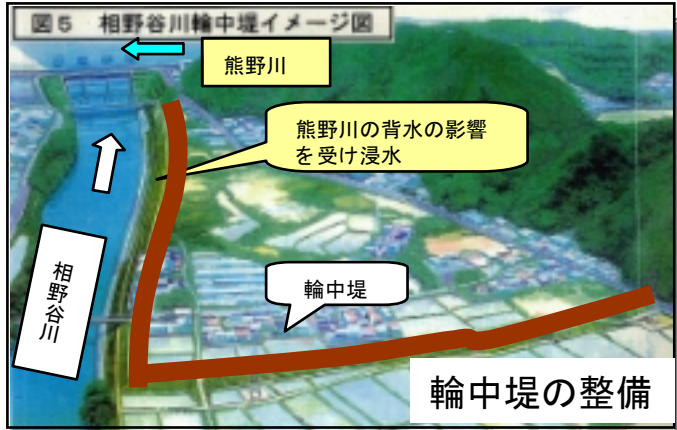 図5 相野谷川輪中堤イメージ図
熊野川
熊野川の背水の影響
を受け浸水
相野谷川
輪中堤
輪中堤の整備